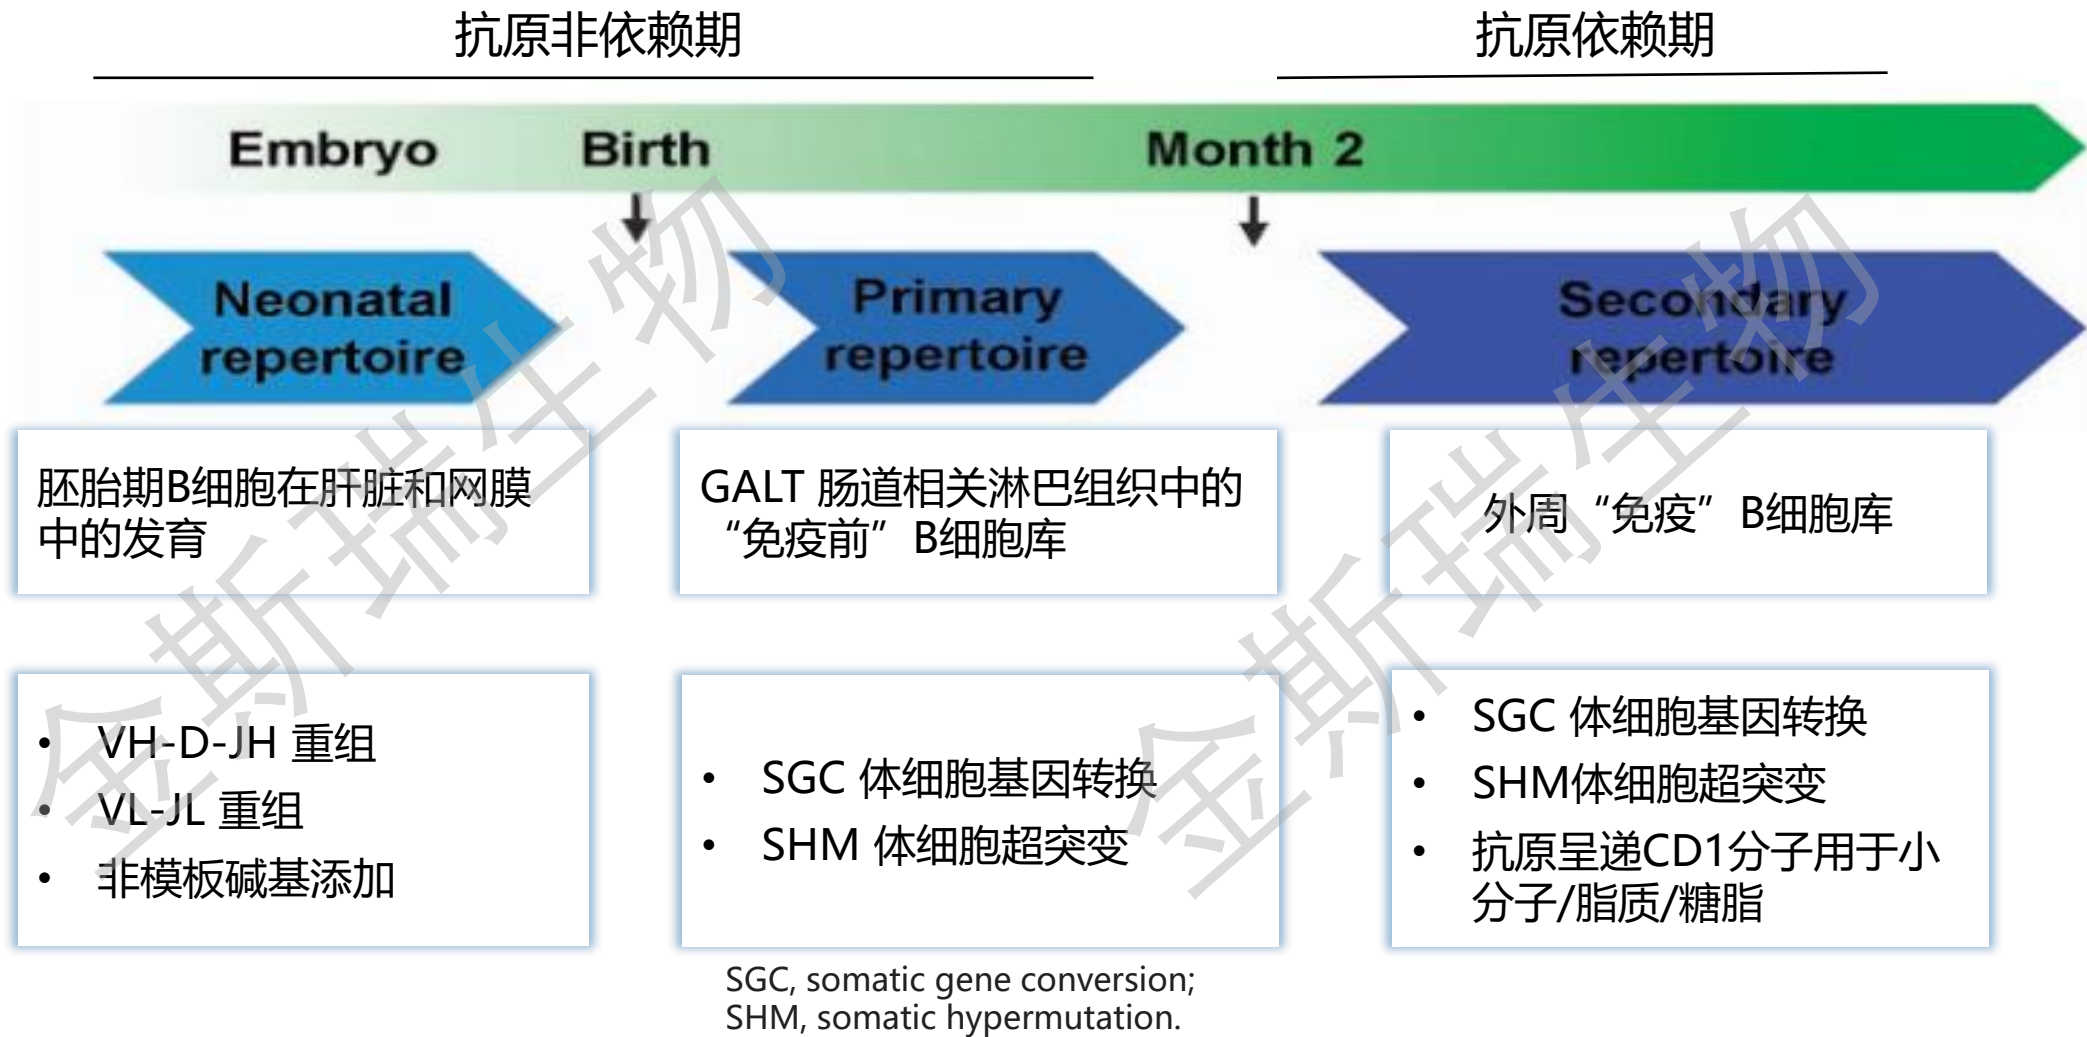 抗原非依赖期
抗原依赖期
Embryo
Birth
Month 2
Neonatal
repertoire
Primary
repertoire
Secondary
repertoire
胚胎期B细胞在肝脏和网膜
中的发育
GALT 肠道相关淋巴组织中的
“免疫前”B细胞库
外周“免疫”B细胞库
• VH-D-JH 重组
• VL-JL 重组
• 非模板碱基添加
• SGC 体细胞基因转换
• SHM 体细胞超突变
• SGC 体细胞基因转换
• SHM体细胞超突变
• 抗原呈递CD1分子用于小
分子/脂质/糖脂
SGC, somatic gene conversion;
SHM, somatic hypermutation.
金斯瑞生物
金斯瑞生物